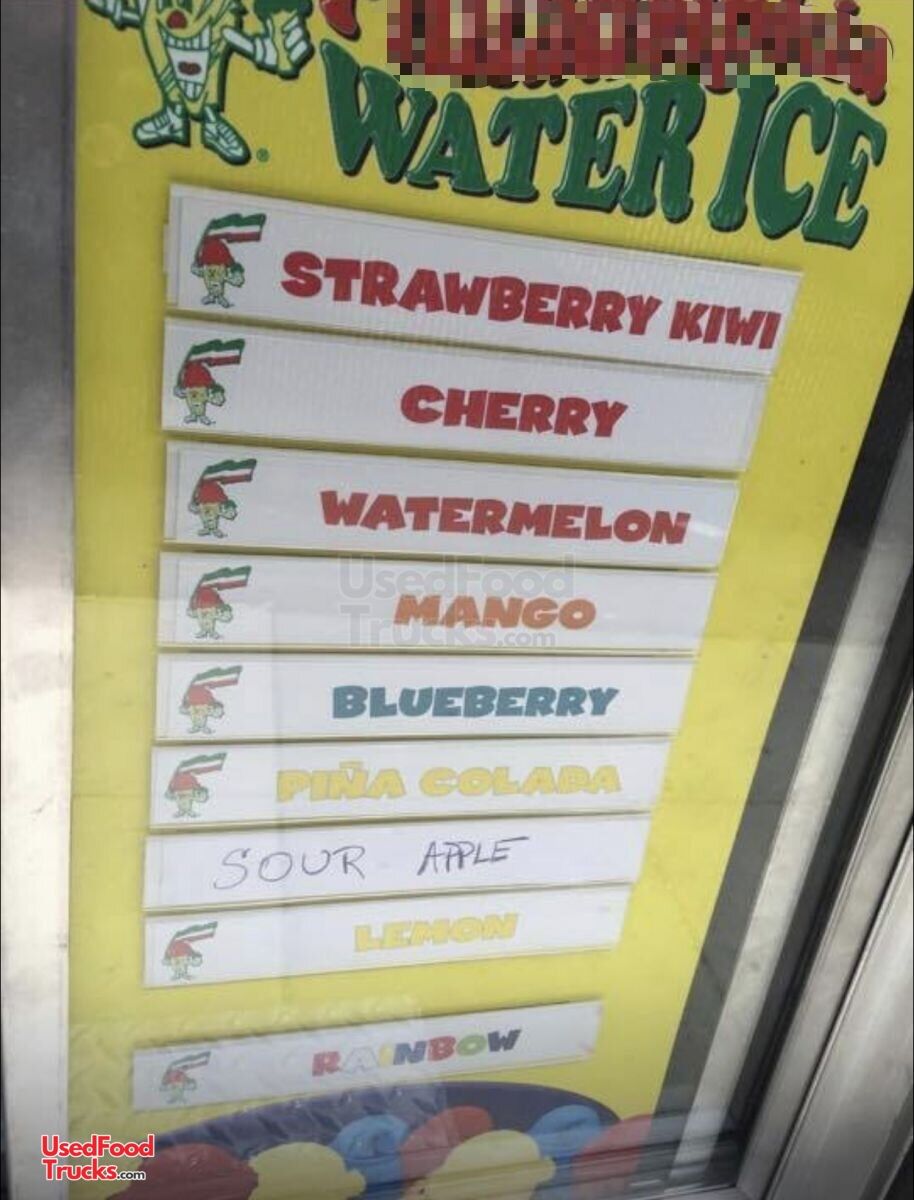 WATER ICE
®
STRAWBERRY KIWI
CHERRY
WATERMELON
MANGO
UsedFood
Trucks.com
BLUEBERRY
PIÑA COLADA
SOUR APPLE
LEMON
RAINBOW
UsedFood
Trucks.com